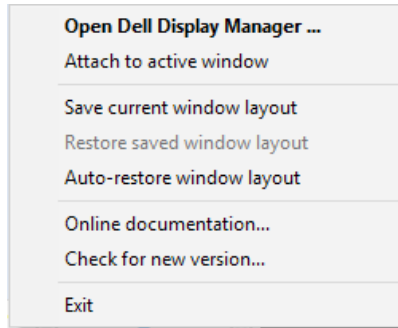 Open Dell Display Manager ...
Attach to active window
Save current window layout
Restore saved window layout
Auto-restore window layout
Online documentation...
Check for new version...
Exit